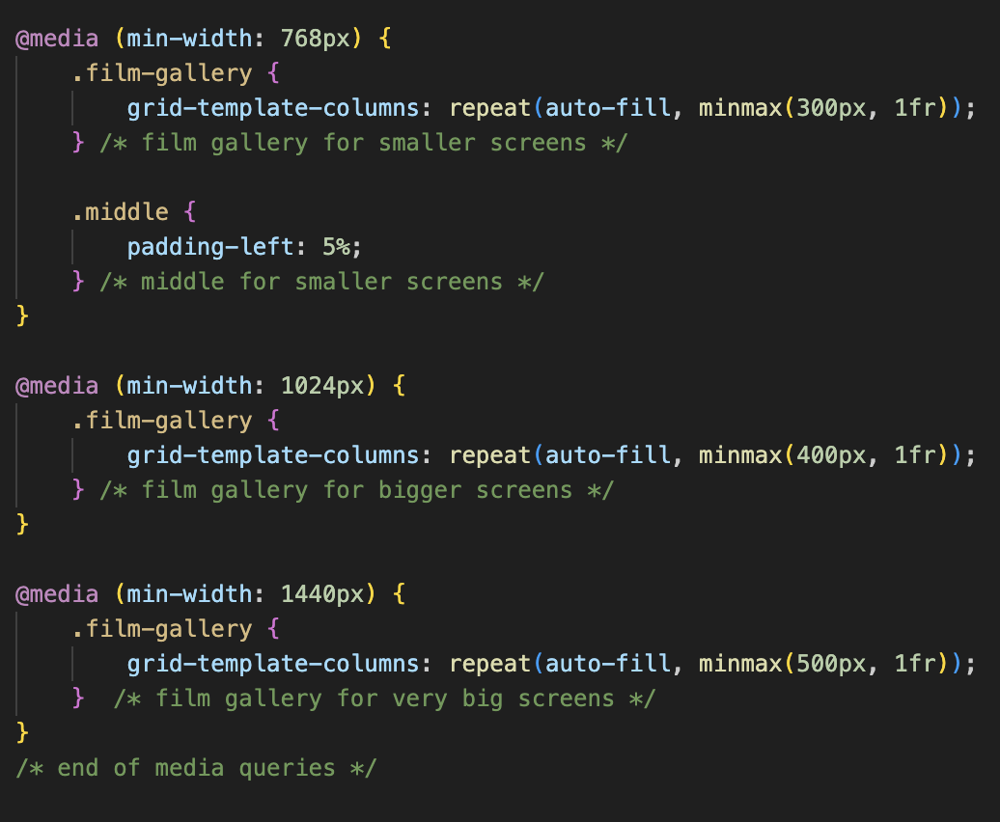 @media (min-width: 768px) {
    .film-gallery {
        grid-template-columns: repeat(auto-fill, minmax(300px, 1fr));
    } /* film gallery for smaller screens */

    .middle {
        padding-left: 5%;
    } /* middle for smaller screens */
}

@media (min-width: 1024px) {
    .film-gallery {
        grid-template-columns: repeat(auto-fill, minmax(400px, 1fr));
    } /* film gallery for bigger screens */
}

@media (min-width: 1440px) {
    .film-gallery {
        grid-template-columns: repeat(auto-fill, minmax(500px, 1fr));
    }  /* film gallery for very big screens */
}
/* end of media queries */